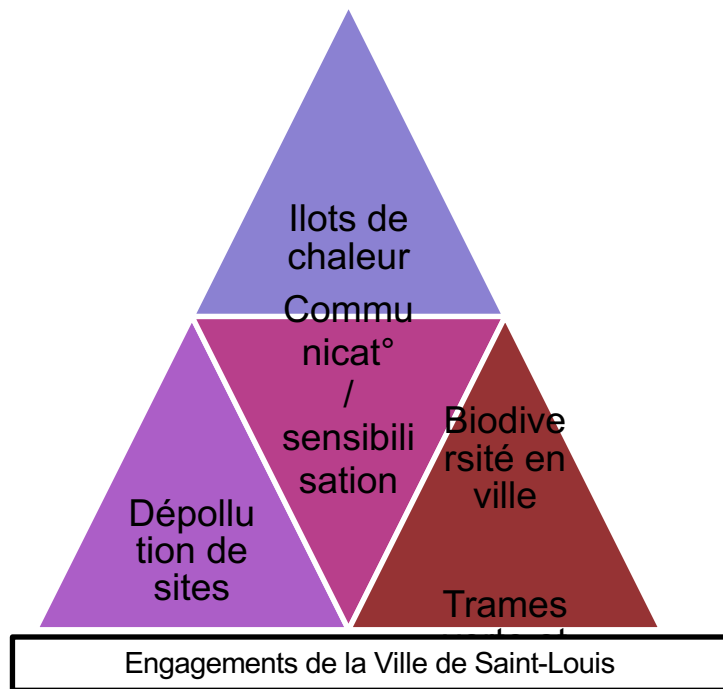 Ilots de
chaleur
Commu
nicat°
/
sensibili
sation
Biodive
rsité en
ville
Dépollu
tion de
sites
Trames
Engagements de la Ville de Saint-Louis